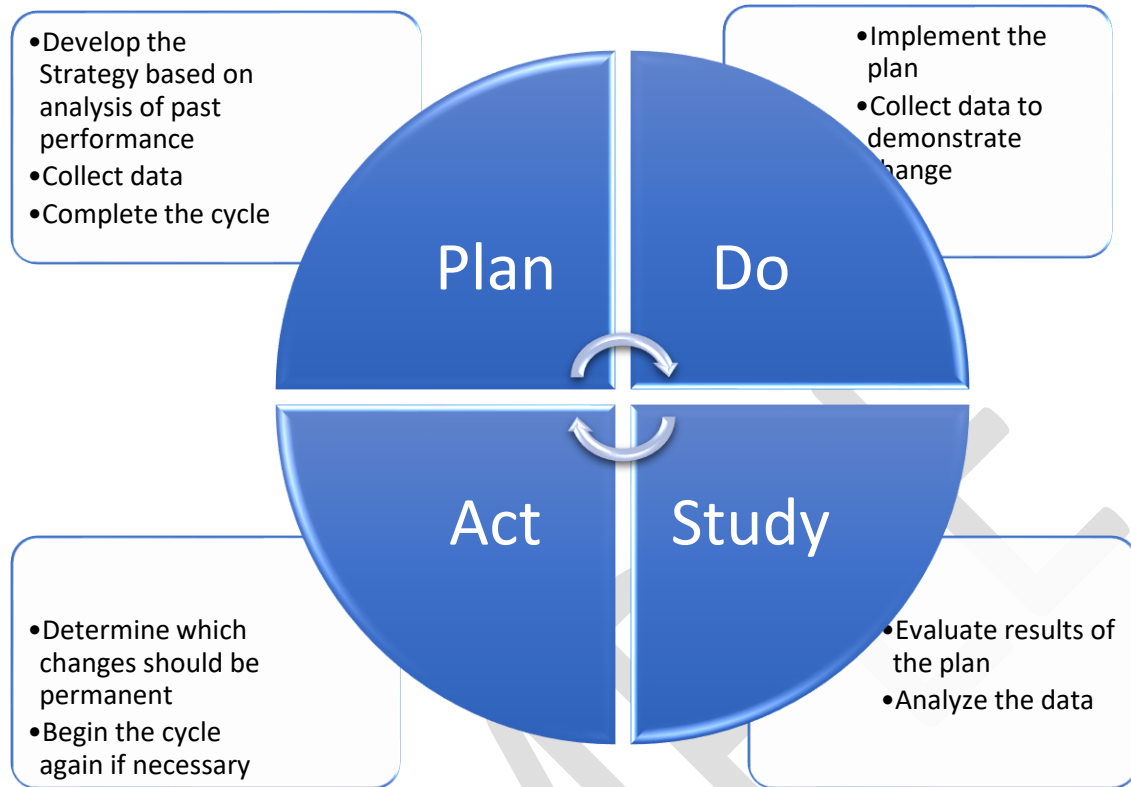 •Develop the
Strategy based on
analysis of past
performance
•Collect data
•Complete the cycle
•Implement the
plan
•Collect data to
demonstrate
hange
Plan
Do
Act
Study
•Determine which
changes should be
permanent
•Begin the cycle
again if necessary
•Evaluate results of
the plan
•Analyze the data